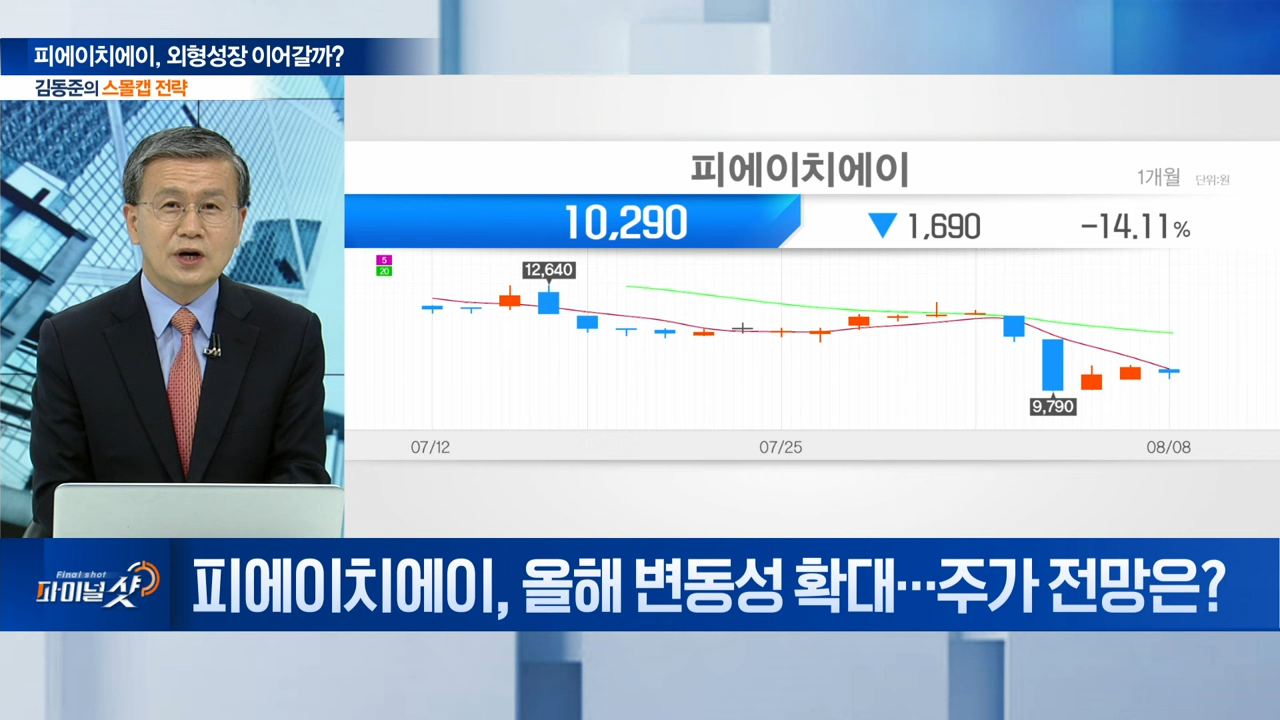 피에이치에이, 외형성장 이어갈까?
김동준의 스몰캡 전략
피에이치에이
1개월 단위:원
10,290 ▼ 1,690 -14.11%
5
20
12,640
9,790
07/12 07/25 08/08
Final shot
파이널 샷
피에이치에이, 올해 변동성 확대…주가 전망은?